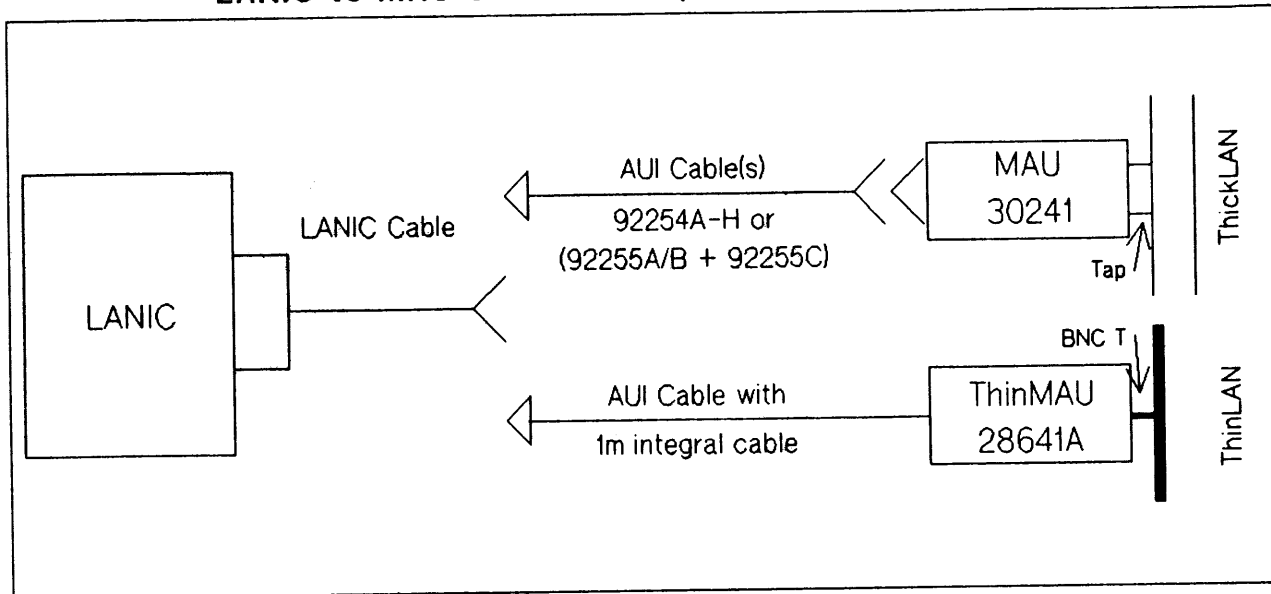 LANIC
LANIC Cable
AUI Cable(s)
92254A-H or
(92255A/B + 92255C)
MAU
30241
Tap
ThickLAN
AUI Cable with
1m integral cable
ThinMAU
28641A
BNC T
ThinLAN